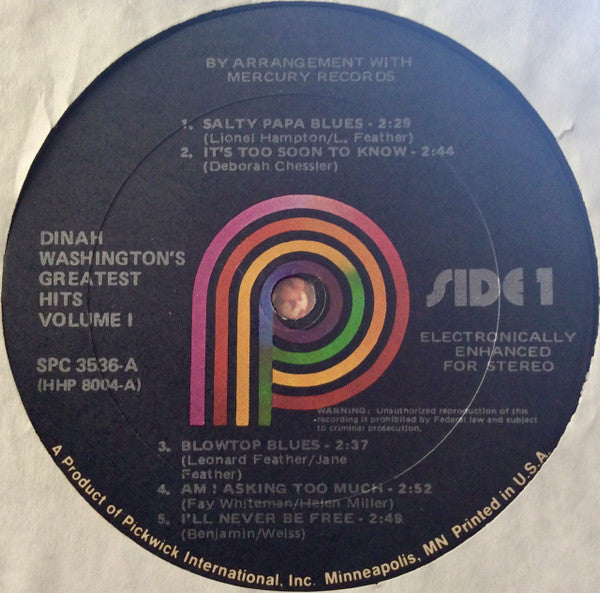 BY ARRANGEMENT WITH
MERCURY RECORDS
1. SALTY PAPA BLUES - 2:29
(Lionel Hampton/L. Feather)
2. IT'S TOO SOON TO KNOW - 2:44
(Deborah Chessler)
DINAH
WASHINGTON'S
GREATEST
HITS
VOLUME I
SPC 3536-A
(HHP 8004-A)
SIDE 1
ELECTRONICALLY
ENHANCED
FOR STEREO
WARNING: Unauthorized reproduction of this
recording is prohibited by Federal law and subject
to criminal protecution.
3. BLOWTOP BLUES - 2:37
(Leonard Feather/Jane
Feather)
4. AM I ASKING TOO MUCH - 2:52
(Fay Whiteman/Helen Miller)
5. I'LL NEVER BE FREE - 2:49
(Benjamin/Weiss)
A Product of Pickwick International, Inc. Minneapolis, MN Printed in U.S.A.